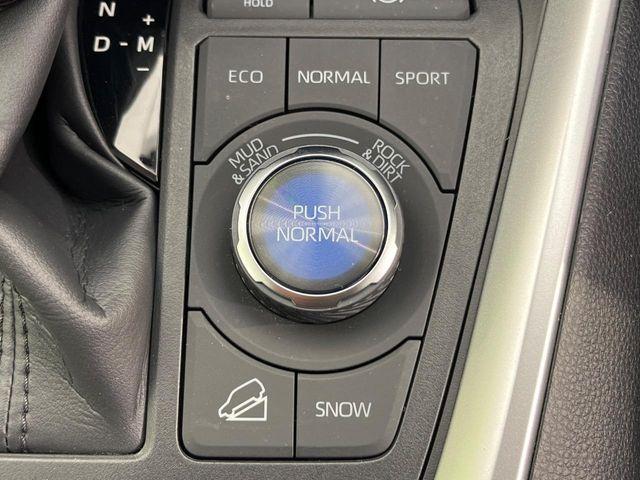 HOLD
N
+
D - M
-
ECO
NORMAL
SPORT
MUD
& SAND
ROCK
& DIRT
PUSH
NORMAL
SNOW